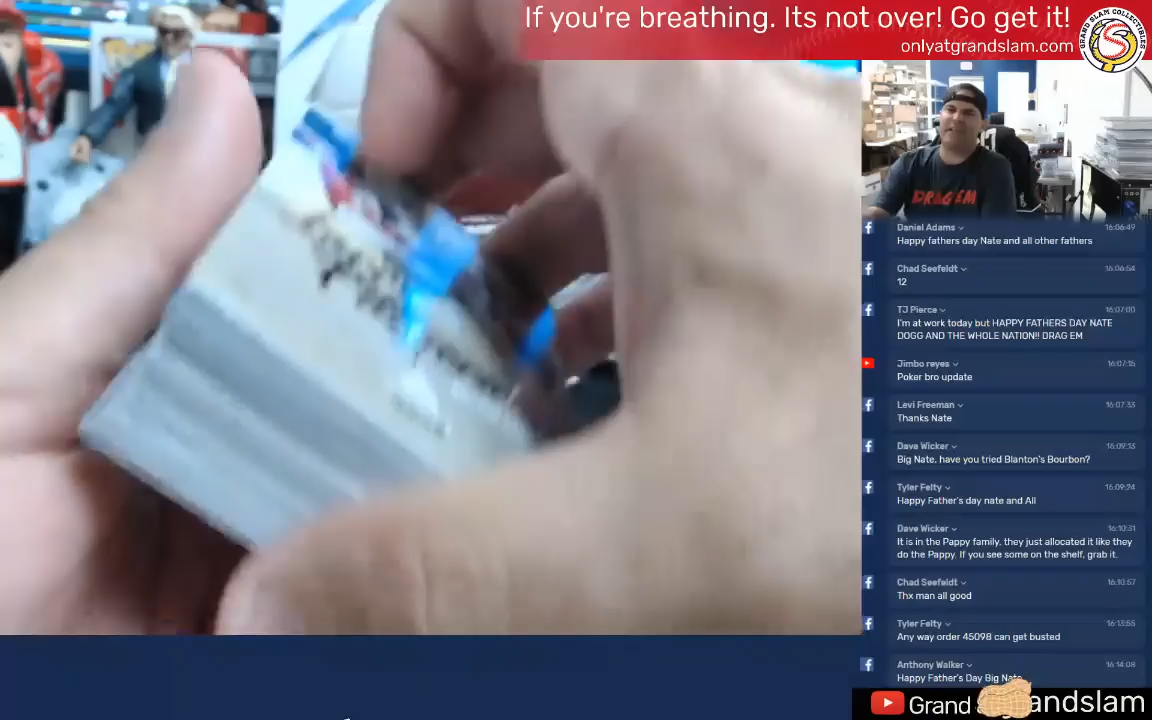 If you're breathing. Its not over! Go get it!
onlyatgrandslam.com
GRAND SLAM COLLECTIBLES
DRAG EM
Daniel Adams
16:06:49
Happy fathers day Nate and all other fathers
Chad Seefeldt
16:06:54
12
TJ Pierce
16:07:00
I'm at work today but HAPPY FATHERS DAY NATE
DOGG AND THE WHOLE NATION!! DRAG EM
Jimbo reyes
16:07:15
Poker bro update
Levi Freeman
16:07:33
Thanks Nate
Dave Wicker
16:09:13
Big Nate, have you tried Blanton's Bourbon?
Tyler Felty
16:09:24
Happy Father's day nate and All
Dave Wicker
16:10:31
It is in the Pappy family, they just allocated it like they
do the Pappy. If you see some on the shelf, grab it.
Chad Seefeldt
16:10:57
Thx man all good
Tyler Felty
16:13:55
Any way order 45098 can get busted
Anthony Walker
16:14:08
Happy Father's Day Big Nate
Grand
andslam